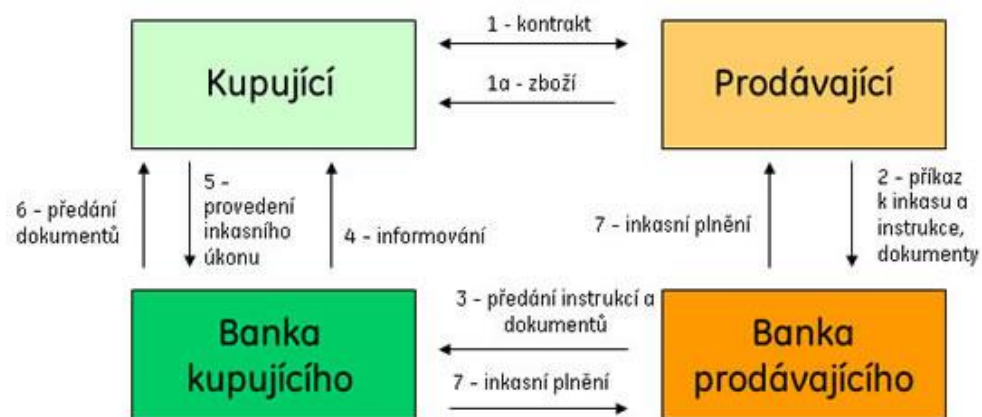 1 - kontrakt
Kupující
1a - zboží
Prodávající
6 - předání
dokumentů
5 -
provedení
inkasního
úkonu
4 - informování
7 - inkasní plnění
2 - příkaz
k inkasu a
instrukce,
dokumenty
Banka
kupujícího
3 - předání instrukcí a
dokumentů
7 - inkasní plnění
Banka
prodávajícího